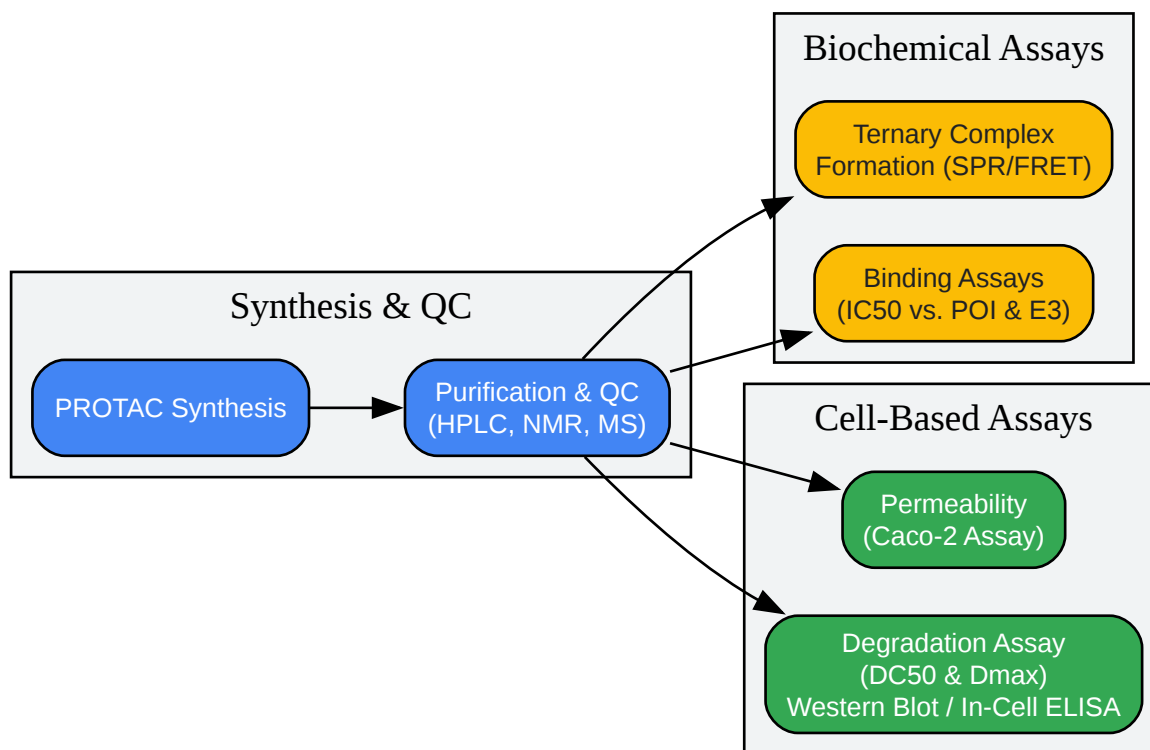 Biochemical Assays
Ternary Complex
Formation (SPR/FRET)
Binding Assays
(IC50 vs. POI & E3)
Synthesis & QC
PROTAC Synthesis
Purification & QC
(HPLC, NMR, MS)
Cell-Based Assays
Permeability
(Caco-2 Assay)
Degradation Assay
(DC50 & Dmax)
Western Blot / In-Cell ELISA